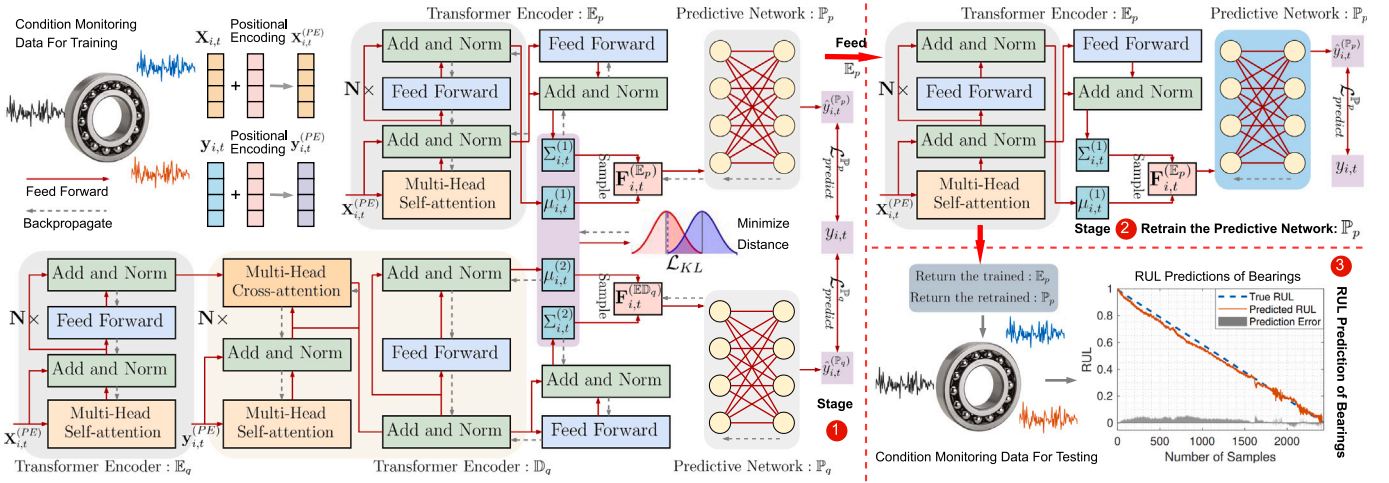 Condition Monitoring
Data For Training
𝐗_{i,t}
Positional
Encoding
𝐗_{i,t}^{(PE)}
+
𝐲_{i,t}
Positional
Encoding
𝐲_{i,t}^{(PE)}
+
Feed Forward
Backpropagate
Transformer Encoder : 𝔼_p
Add and Norm
N×
Feed Forward
Add and Norm
Multi-Head
Self-attention
𝐗_{i,t}^{(PE)}
Feed Forward
Add and Norm
Σ_{i,t}^{(1)}
μ_{i,t}^{(1)}
Sample
𝐅_{i,t}^{(𝔼_p)}
Predictive Network : ℙ_p
ŷ_{i,t}^{(ℙ_p)}
ℒ_{predict}^{ℙ_p}
y_{i,t}
ℒ_{predict}^{ℙ_q}
ŷ_{i,t}^{(ℙ_q)}
Minimize
Distance
ℒ_{KL}
Add and Norm
N×
Feed Forward
Add and Norm
Multi-Head
Self-attention
𝐗_{i,t}^{(PE)}
Transformer Encoder : 𝔼_q
Multi-Head
Cross-attention
N×
Add and Norm
Multi-Head
Self-attention
𝐲_{i,t}^{(PE)}
Add and Norm
Feed Forward
Add and Norm
Transformer Encoder : 𝔻_q
μ_{i,t}^{(2)}
Σ_{i,t}^{(2)}
Sample
𝐅_{i,t}^{(𝔼𝔻_q)}
Add and Norm
Feed Forward
Predictive Network : ℙ_q
Stage
1
Feed
𝔼_p
Transformer Encoder : 𝔼_p
Add and Norm
N×
Feed Forward
Add and Norm
Multi-Head
Self-attention
𝐗_{i,t}^{(PE)}
Feed Forward
Add and Norm
Σ_{i,t}^{(1)}
μ_{i,t}^{(1)}
Sample
𝐅_{i,t}^{(𝔼_p)}
Predictive Network : ℙ_p
ŷ_{i,t}^{(ℙ_p)}
ℒ_{predict}^{ℙ_p}
y_{i,t}
Stage 2 Retrain the Predictive Network: ℙ_p
Return the trained : 𝔼_p
Return the retrained : ℙ_p
Condition Monitoring Data For Testing
3
RUL Prediction of Bearings
RUL Predictions of Bearings
True RUL
Predicted RUL
Prediction Error
RUL
1
0.8
0.6
0.4
0.2
0
0 500 1000 1500 2000
Number of Samples